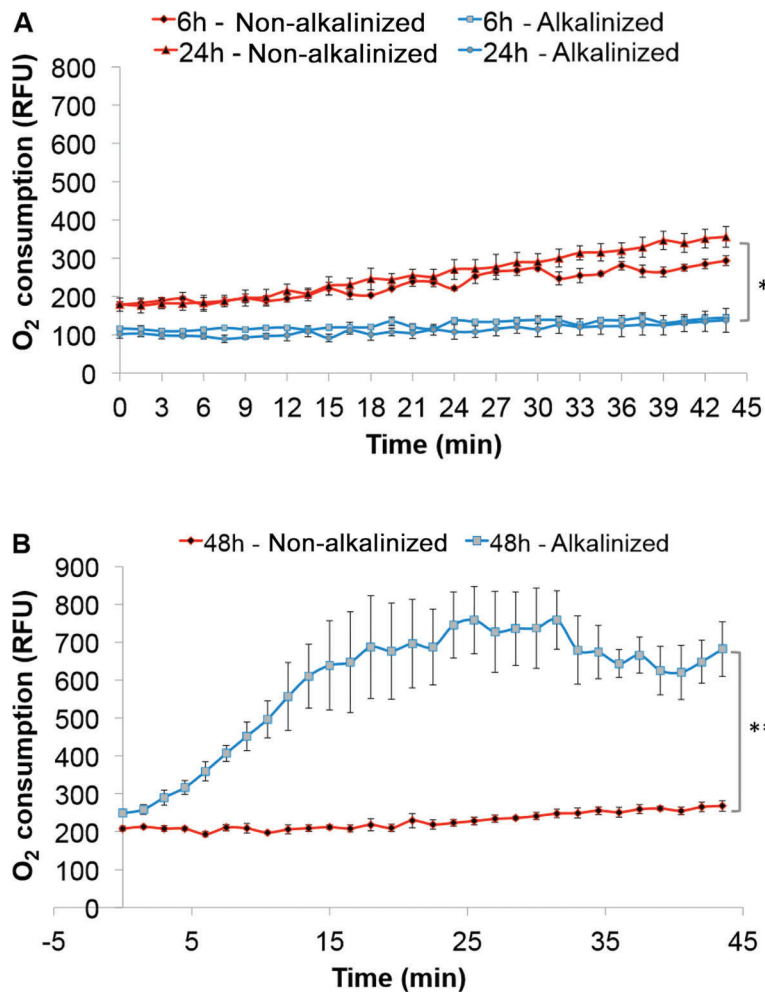 A
6h - Non-alkalinized 6h - Alkalinized
24h - Non-alkalinized 24h - Alkalinized
O2 consumption (RFU)
800
700
600
500
400
300
200
100
0
*
0 3 6 9 12 15 18 21 24 27 30 33 36 39 42 45
Time (min)
B
48h - Non-alkalinized 48h - Alkalinized
O2 consumption (RFU)
900
800
700
600
500
400
300
200
100
0
**
-5 5 15 25 35 45
Time (min)